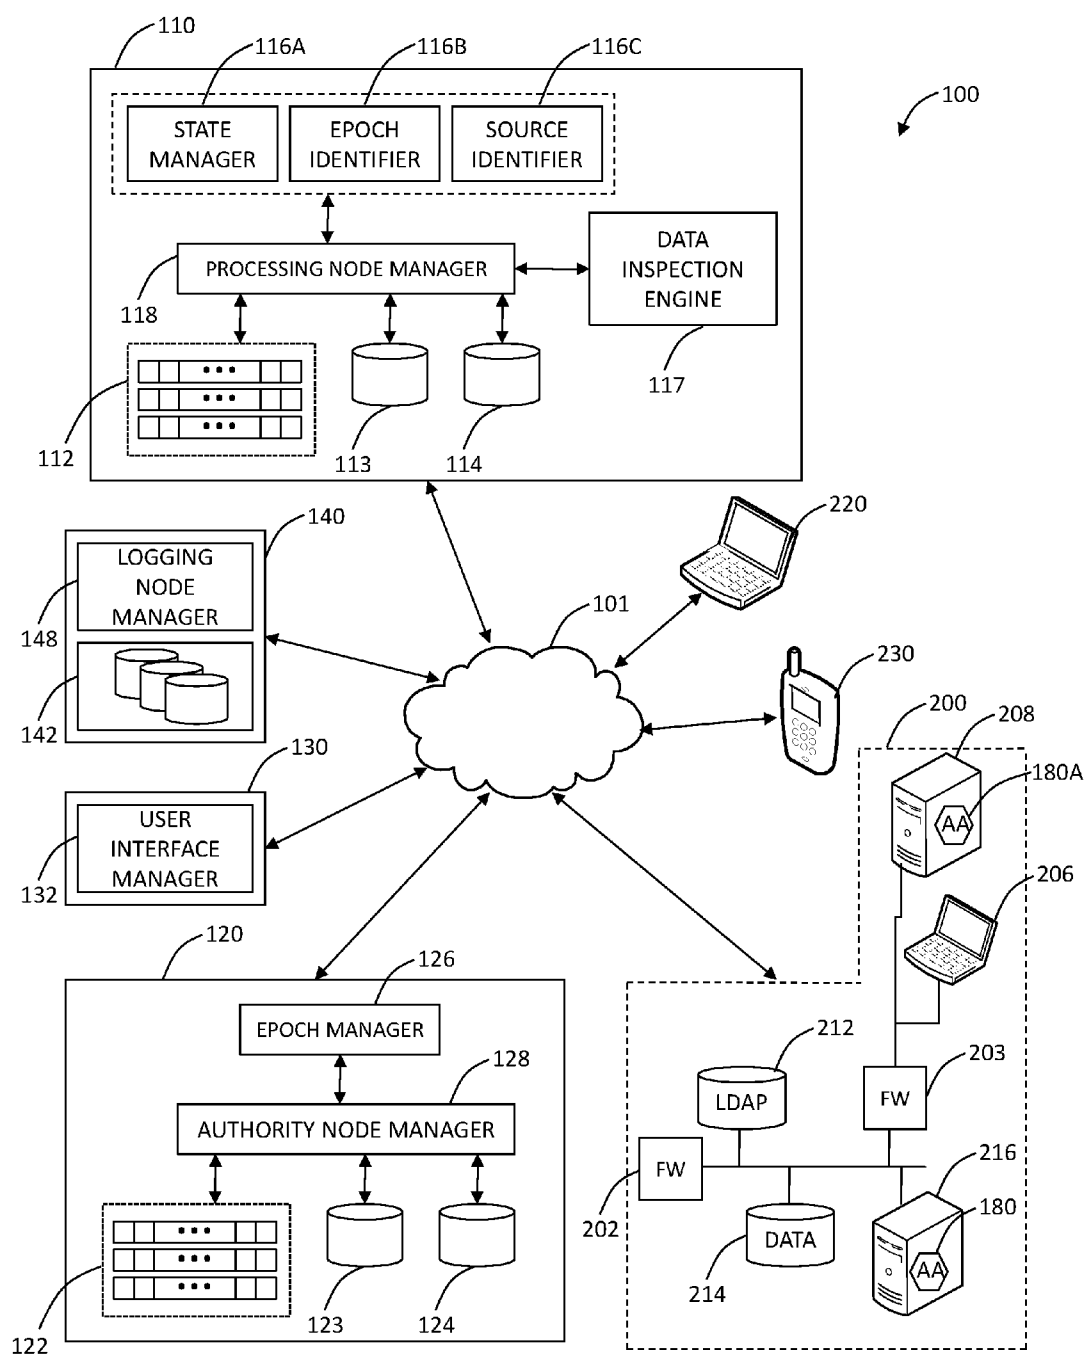 110
116A
116B
116C
100
STATE
MANAGER
EPOCH
IDENTIFIER
SOURCE
IDENTIFIER
PROCESSING NODE MANAGER
DATA
INSPECTION
ENGINE
118
117
112
113
114
140
220
LOGGING
NODE
MANAGER
148
142
101
230
200
208
180A
AA
130
USER
INTERFACE
MANAGER
132
206
120
126
EPOCH MANAGER
128
AUTHORITY NODE MANAGER
212
LDAP
203
FW
FW
202
216
180
AA
DATA
214
122
123
124